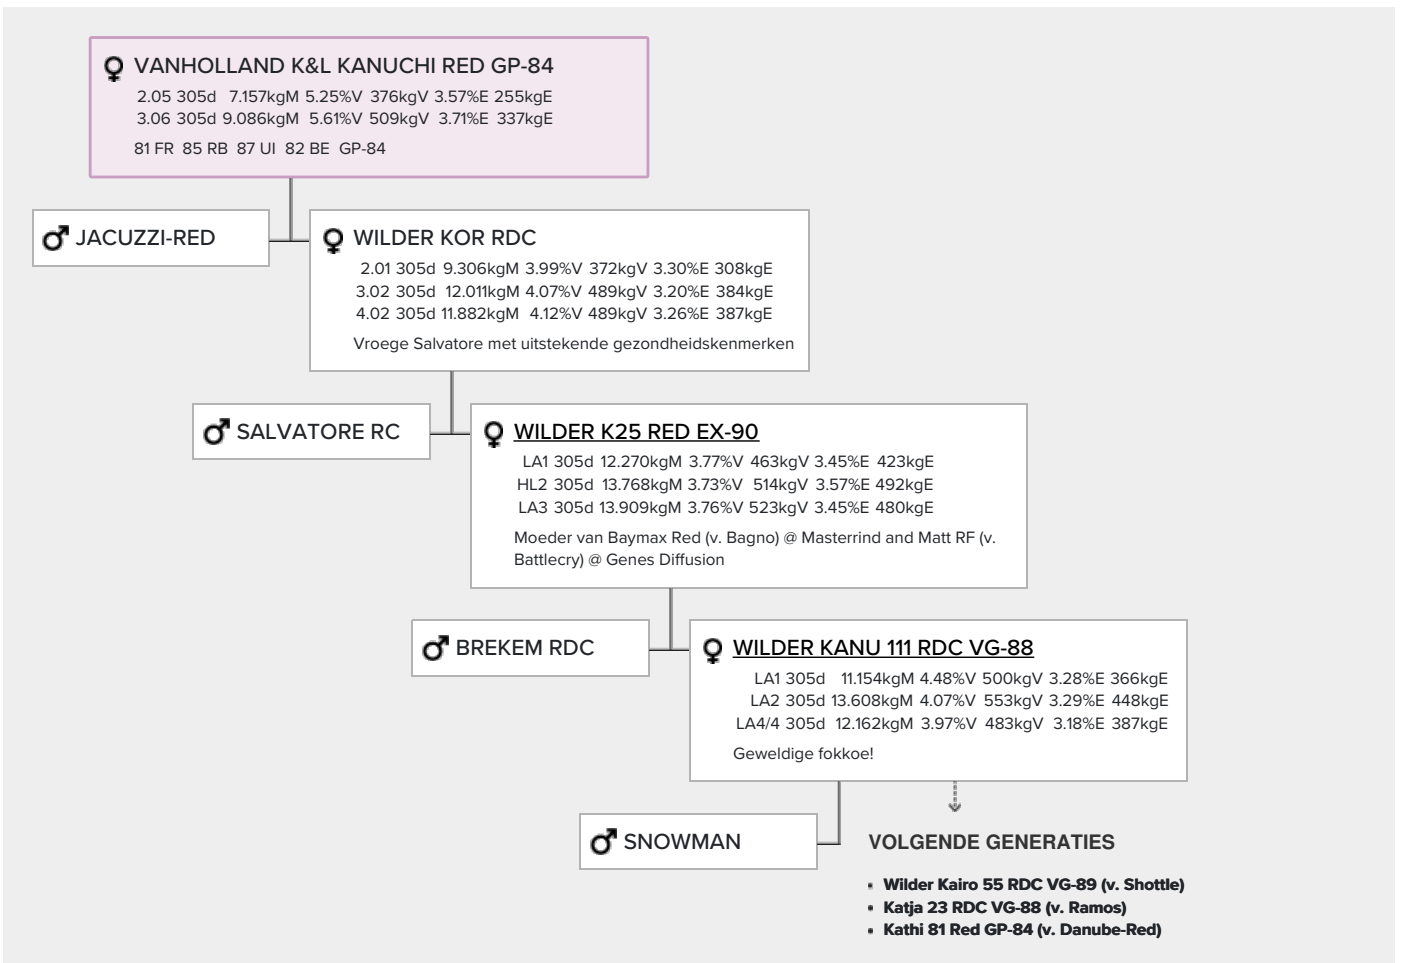 VANHOLLAND K&L KANUCHI RED GP-84
2.05 305d 7.157kgM 5.25%V 376kgV 3.57%E 255kgE
3.06 305d 9.086kgM 5.61%V 509kgV 3.71%E 337kgE
81 FR 85 RB 87 UI 82 BE GP-84
JACUZZI-RED
WILDER KOR RDC
2.01 305d 9.306kgM 3.99%V 372kgV 3.30%E 308kgE
3.02 305d 12.011kgM 4.07%V 489kgV 3.20%E 384kgE
4.02 305d 11.882kgM 4.12%V 489kgV 3.26%E 387kgE
Vroege Salvatore met uitstekende gezondheidskenmerken
SALVATORE RC
WILDER K25 RED EX-90
LA1 305d 12.270kgM 3.77%V 463kgV 3.45%E 423kgE
HL2 305d 13.768kgM 3.73%V 514kgV 3.57%E 492kgE
LA3 305d 13.909kgM 3.76%V 523kgV 3.45%E 480kgE
Moeder van Baymax Red (v. Bagno) @ Masterrind and Matt RF (v.
Battlecry) @ Genes Diffusion
BREKEM RDC
WILDER KANU 111 RDC VG-88
LA1 305d 11.154kgM 4.48%V 500kgV 3.28%E 366kgE
LA2 305d 13.608kgM 4.07%V 553kgV 3.29%E 448kgE
LA4/4 305d 12.162kgM 3.97%V 483kgV 3.18%E 387kgE
Geweldige fokkoe!
SNOWMAN
VOLGENDE GENERATIES
• Wilder Kairo 55 RDC VG-89 (v. Shottle)
• Katja 23 RDC VG-88 (v. Ramos)
• Kathi 81 Red GP-84 (v. Danube-Red)